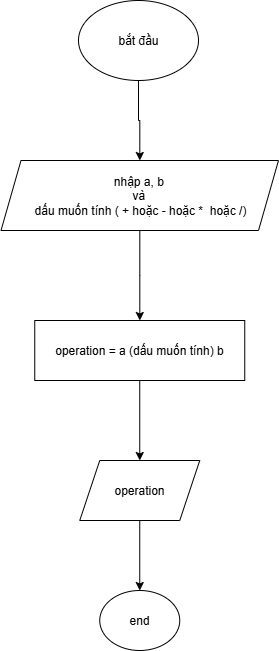 bắt đầu
nhập a, b
và
dấu muốn tính ( + hoặc - hoặc * hoặc /)
operation = a (dấu muốn tính) b
operation
end